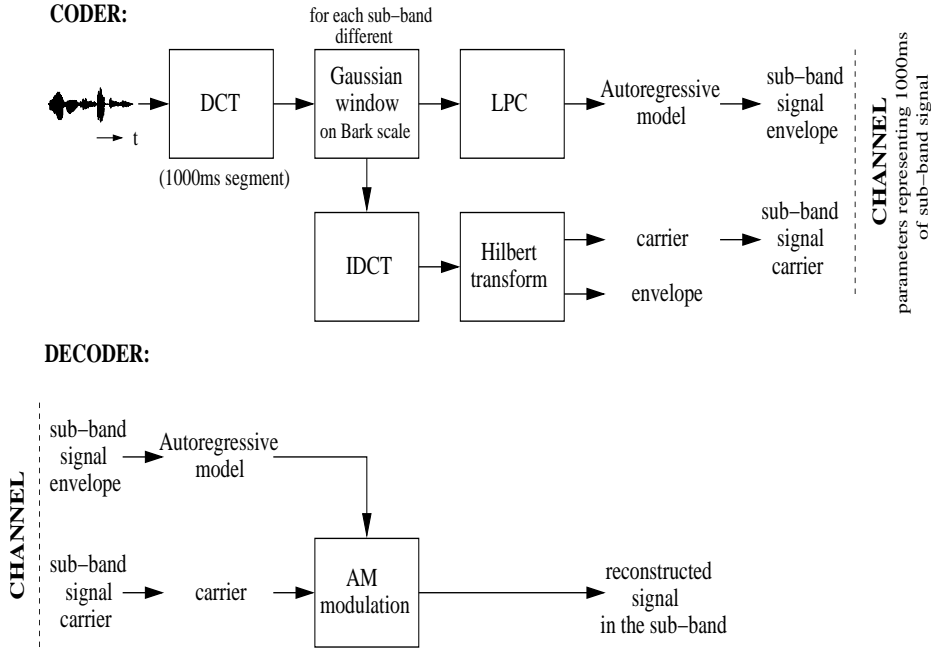 CODER:
for each sub−band
different
DCT
Gaussian
window
on Bark scale
LPC
Autoregressive
model
sub−band
signal
envelope
t
(1000ms segment)
IDCT
Hilbert
transform
carrier
envelope
sub−band
signal
carrier
CHANNEL
parameters representing 1000ms
of sub−band signal
DECODER:
CHANNEL
sub−band
signal
envelope
Autoregressive
model
sub−band
signal
carrier
carrier
AM
modulation
reconstructed
signal
in the sub−band